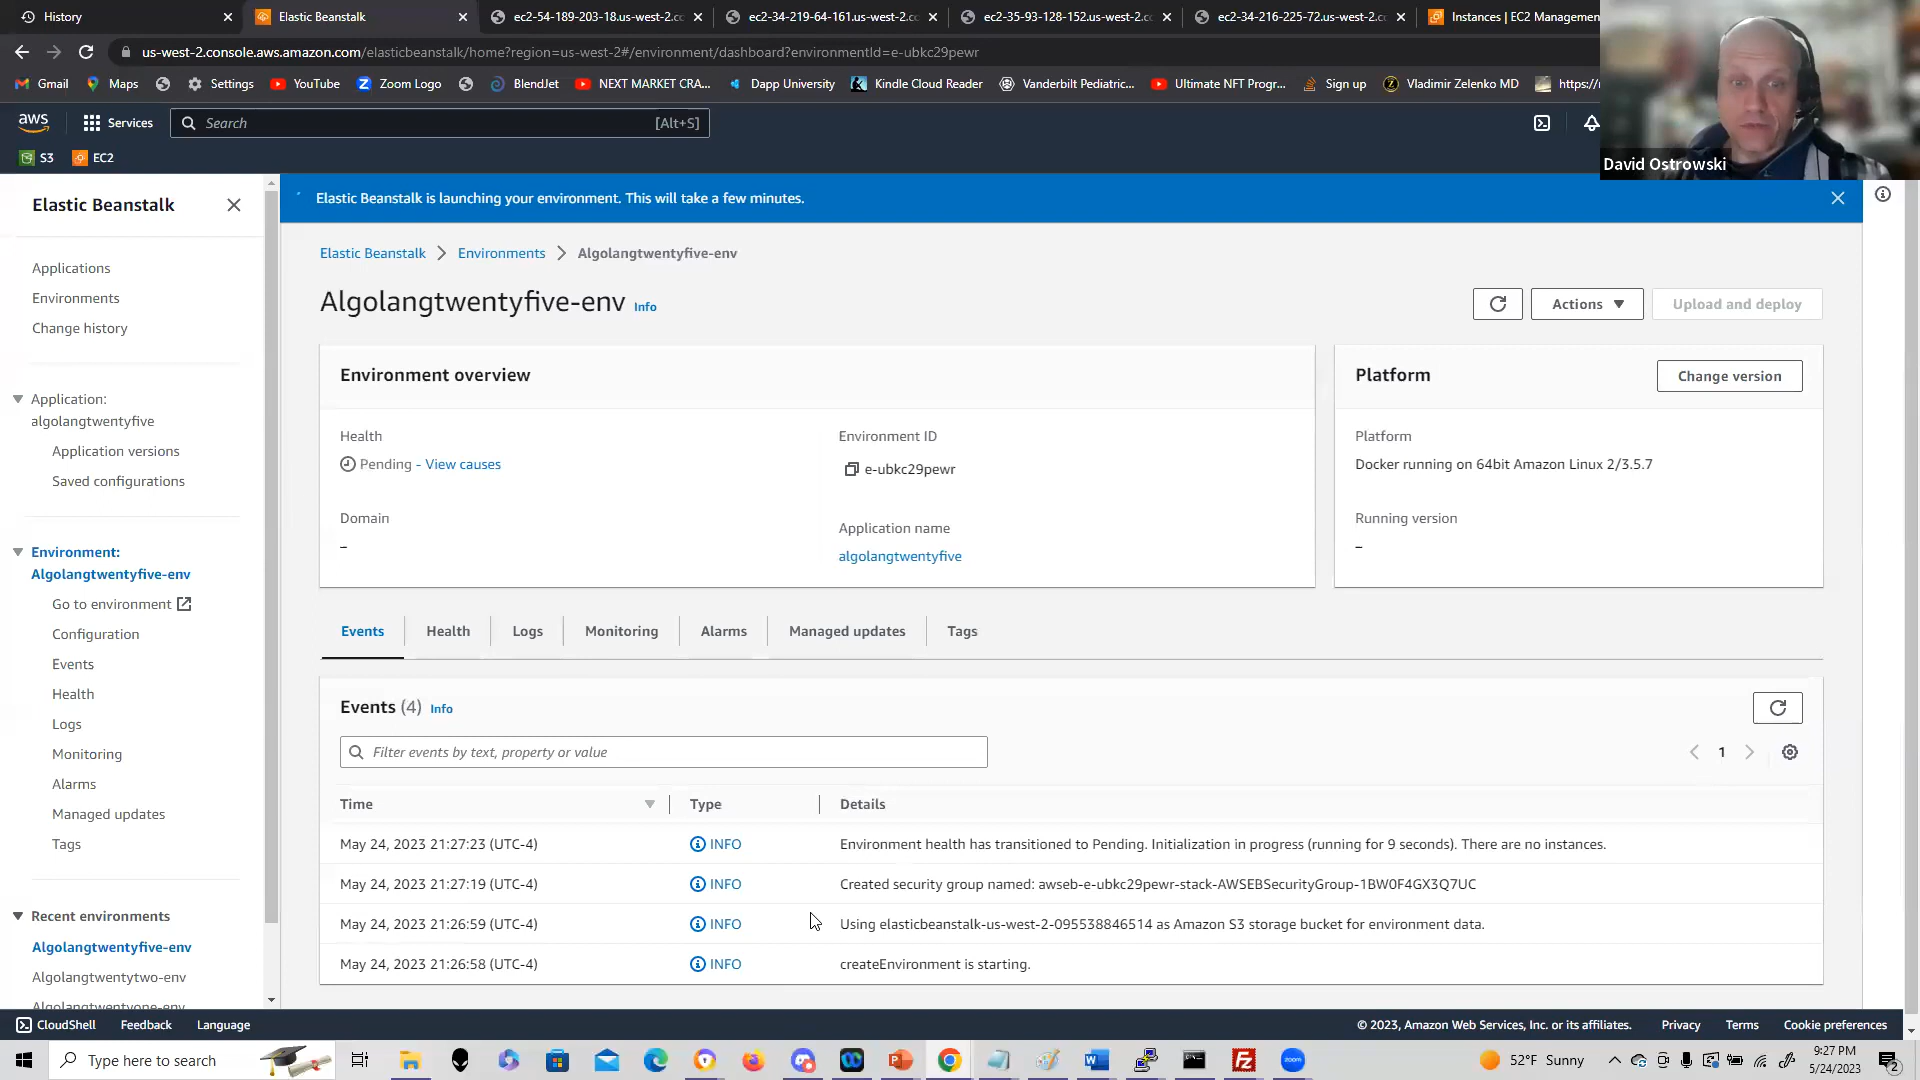 History
Elastic Beanstalk
ec2-54-189-203-18.us-west-2.cc
ec2-34-219-64-161.us-west-2.cc
ec2-35-93-128-152.us-west-2.c
ec2-34-216-225-72.us-west-2.cc
Instances | EC2 Managemen
us-west-2.console.aws.amazon.com/elasticbeanstalk/home?region=us-west-2#/environment/dashboard?environmentId=e-ubkc29pewr
Gmail
Maps
Settings
YouTube
Zoom Logo
BlendJet
NEXT MARKET CRA...
Dapp University
Kindle Cloud Reader
Vanderbilt Pediatric...
Ultimate NFT Progr...
Sign up
Vladimir Zelenko MD
https://
aws
Services
Search
[Alt+S]
David Ostrowski
S3
EC2
Elastic Beanstalk
Applications
Environments
Change history
Application:
algolangtwentyfive
Application versions
Saved configurations
Environment:
Algolangtwentyfive-env
Go to environment
Configuration
Events
Health
Logs
Monitoring
Alarms
Managed updates
Tags
Recent environments
Algolangtwentyfive-env
Algolangtwentytwo-env
Algolangtwentyone-env
Elastic Beanstalk is launching your environment. This will take a few minutes.
Elastic Beanstalk > Environments > Algolangtwentyfive-env
Algolangtwentyfive-env Info
Actions
Upload and deploy
Environment overview
Health
Pending - View causes
Environment ID
e-ubkc29pewr
Domain
–
Application name
algolangtwentyfive
Platform
Change version
Platform
Docker running on 64bit Amazon Linux 2/3.5.7
Running version
–
Events
Health
Logs
Monitoring
Alarms
Managed updates
Tags
Events (4) Info
Filter events by text, property or value
1
Time Type Details
May 24, 2023 21:27:23 (UTC-4) INFO Environment health has transitioned to Pending. Initialization in progress (running for 9 seconds). There are no instances.
May 24, 2023 21:27:19 (UTC-4) INFO Created security group named: awseb-e-ubkc29pewr-stack-AWSEBSecurityGroup-1BW0F4GX3Q7UC
May 24, 2023 21:26:59 (UTC-4) INFO Using elasticbeanstalk-us-west-2-095538846514 as Amazon S3 storage bucket for environment data.
May 24, 2023 21:26:58 (UTC-4) INFO createEnvironment is starting.
CloudShell
Feedback
Language
© 2023, Amazon Web Services, Inc. or its affiliates.
Privacy
Terms
Cookie preferences
Type here to search
zoom
52°F Sunny
9:27 PM
5/24/2023
2